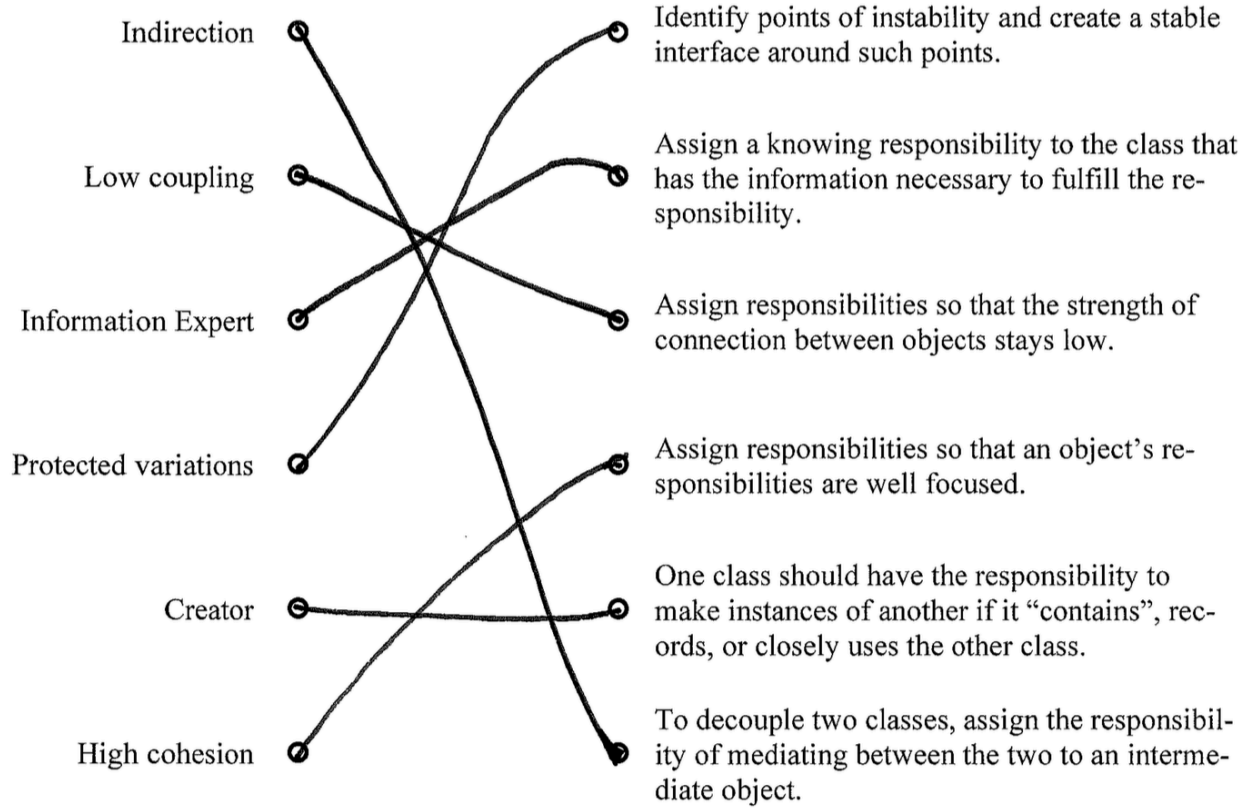 Indirection
Low coupling
Information Expert
Protected variations
Creator
High cohesion
Identify points of instability and create a stable
interface around such points.
Assign a knowing responsibility to the class that
has the information necessary to fulfill the re-
sponsibility.
Assign responsibilities so that the strength of
connection between objects stays low.
Assign responsibilities so that an object’s re-
sponsibilities are well focused.
One class should have the responsibility to
make instances of another if it “contains”, rec-
ords, or closely uses the other class.
To decouple two classes, assign the responsibil-
ity of mediating between the two to an interme-
diate object.